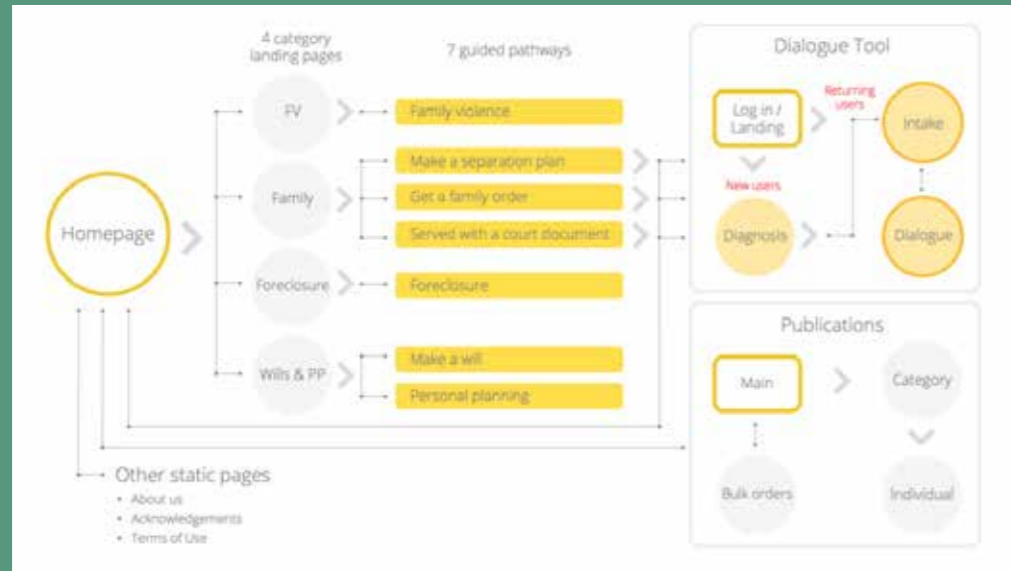 4 category
landing pages
7 guided pathways
Homepage
FV
Family
Foreclosure
Wills & PP
Family violence
Make a separation plan
Get a family order
Served with a court document
Foreclosure
Make a will
Personal planning
Dialogue Tool
Log in /
Landing
Returning
users
Intake
New users
Diagnosis
Dialogue
Publications
Main
Category
Bulk orders
Individual
Other static pages
• About us
• Acknowledgements
• Terms of Use